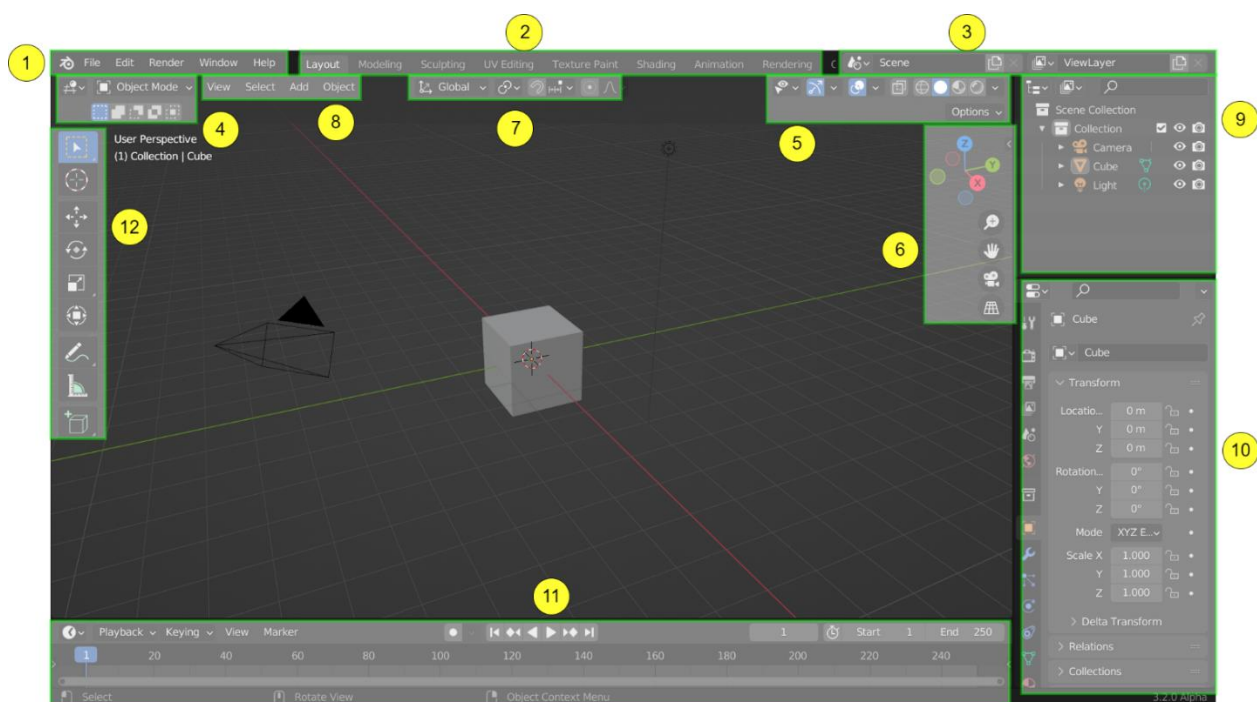 2
1
3
File Edit Render Window Help
Layout Modeling Sculpting UV Editing Texture Paint Shading Animation Rendering
Scene
ViewLayer
Object Mode
View Select Add Object
Global
4
8
7
5
Options
Scene Collection
Collection
Camera
Cube
Light
9
User Perspective
(1) Collection | Cube
Z
Y
X
12
6
Cube
Cube
Transform
Locatio... 0 m
Y 0 m
Z 0 m
Rotation... 0°
Y 0°
Z 0°
Mode XYZ E...
Scale X 1.000
Y 1.000
Z 1.000
Delta Transform
Relations
Collections
10
11
Playback Keying View Marker
1 Start 1 End 250
1 20 40 60 80 100 120 140 160 180 200 220 240
Select Rotate View Object Context Menu
3.2.0 Alpha